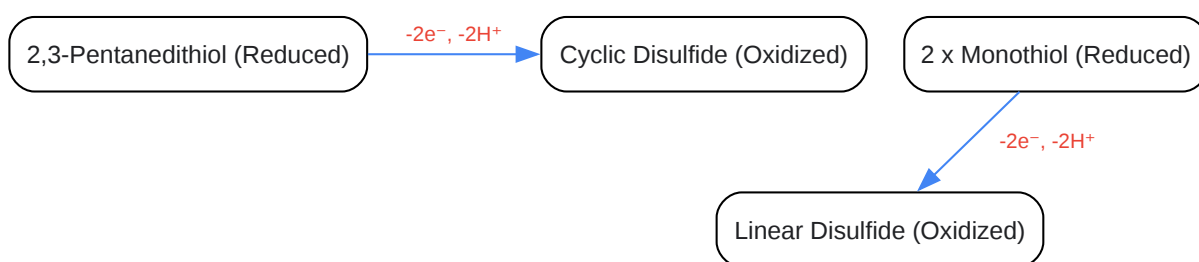 2,3-Pentanedithiol (Reduced)
-2e⁻, -2H⁺
Cyclic Disulfide (Oxidized)
2 x Monothiol (Reduced)
-2e⁻, -2H⁺
Linear Disulfide (Oxidized)